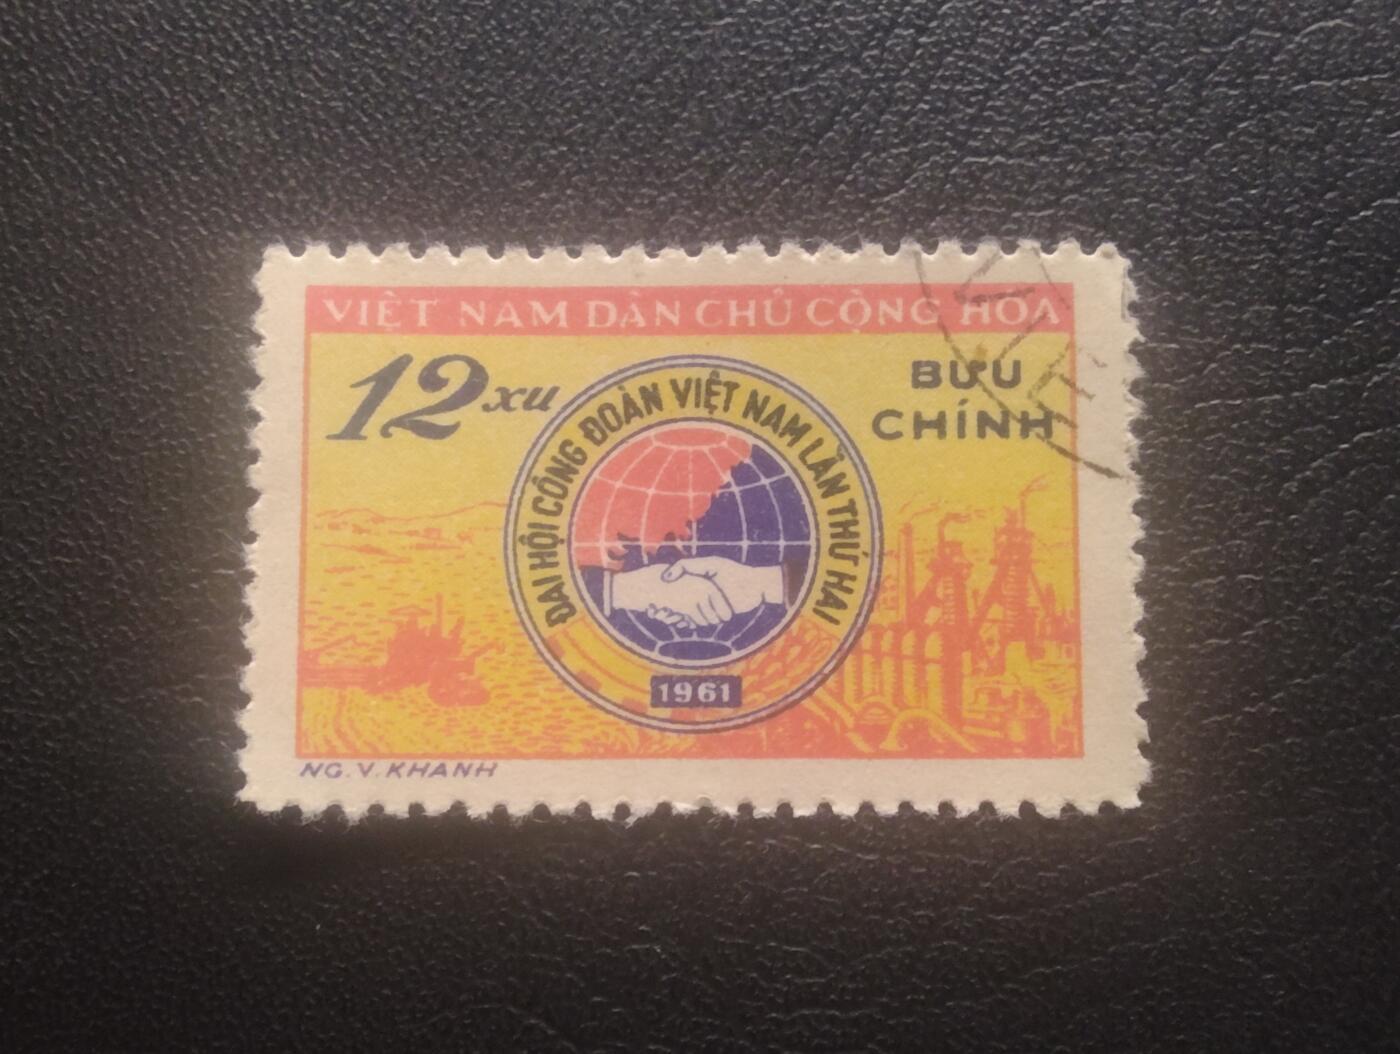 VIỆT NAM DÂN CHỦ CỘNG HÒA
12 xu
BƯU
CHÍNH
ĐẠI HỘI CÔNG ĐOÀN VIỆT NAM LẦN THỨ HAI
1961
NG. V. KHANH